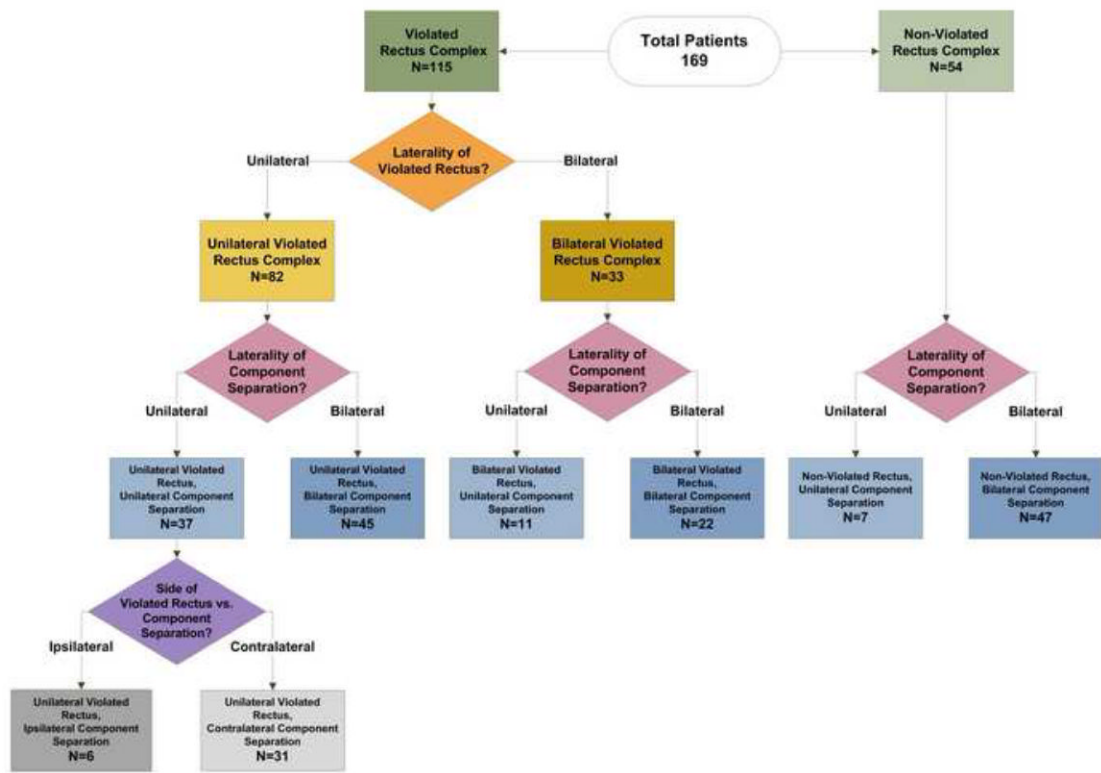 Violated
Rectus Complex
N=115
Total Patients
169
Non-Violated
Rectus Complex
N=54
Laterality of
Violated Rectus?
Unilateral
Bilateral
Unilateral Violated
Rectus Complex
N=82
Bilateral Violated
Rectus Complex
N=33
Laterality of
Component
Separation?
Laterality of
Component
Separation?
Laterality of
Component
Separation?
Unilateral
Bilateral
Unilateral
Bilateral
Unilateral
Bilateral
Unilateral Violated
Rectus,
Unilateral Component
Separation
N=37
Unilateral Violated
Rectus,
Bilateral Component
Separation
N=45
Bilateral Violated
Rectus,
Unilateral Component
Separation
N=11
Bilateral Violated
Rectus,
Bilateral Component
Separation
N=22
Non-Violated Rectus,
Unilateral Component
Separation
N=7
Non-Violated Rectus,
Bilateral Component
Separation
N=47
Side of
Violated Rectus vs.
Component
Separation?
Ipsilateral
Contralateral
Unilateral Violated
Rectus,
Ipsilateral Component
Separation
N=6
Unilateral Violated
Rectus,
Contralateral Component
Separation
N=31